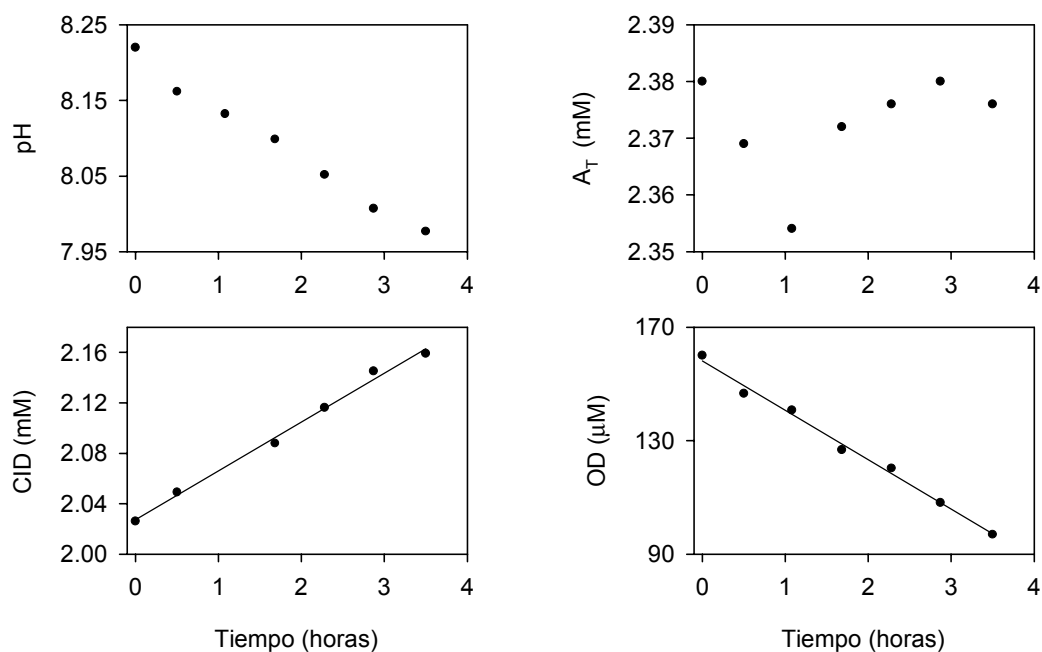 8.25
8.15
8.05
7.95
pH
0 1 2 3 4
2.39
2.38
2.37
2.36
2.35
A_T (mM)
0 1 2 3 4
2.16
2.12
2.08
2.04
2.00
CID (mM)
0 1 2 3 4
Tiempo (horas)
170
130
90
OD (μM)
0 1 2 3 4
Tiempo (horas)